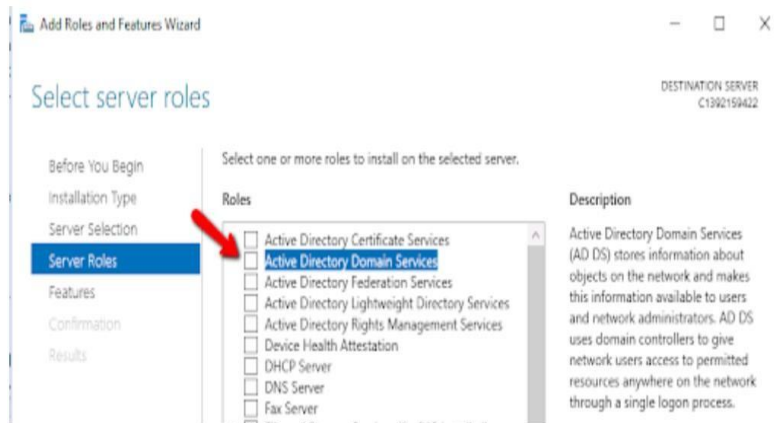 Add Roles and Features Wizard
Select server roles
DESTINATION SERVER
C1392159422
Before You Begin
Installation Type
Server Selection
Server Roles
Features
Confirmation
Results
Select one or more roles to install on the selected server.
Roles
Active Directory Certificate Services
Active Directory Domain Services
Active Directory Federation Services
Active Directory Lightweight Directory Services
Active Directory Rights Management Services
Device Health Attestation
DHCP Server
DNS Server
Fax Server
Description
Active Directory Domain Services
(AD DS) stores information about
objects on the network and makes
this information available to users
and network administrators. AD DS
uses domain controllers to give
network users access to permitted
resources anywhere on the network
through a single logon process.